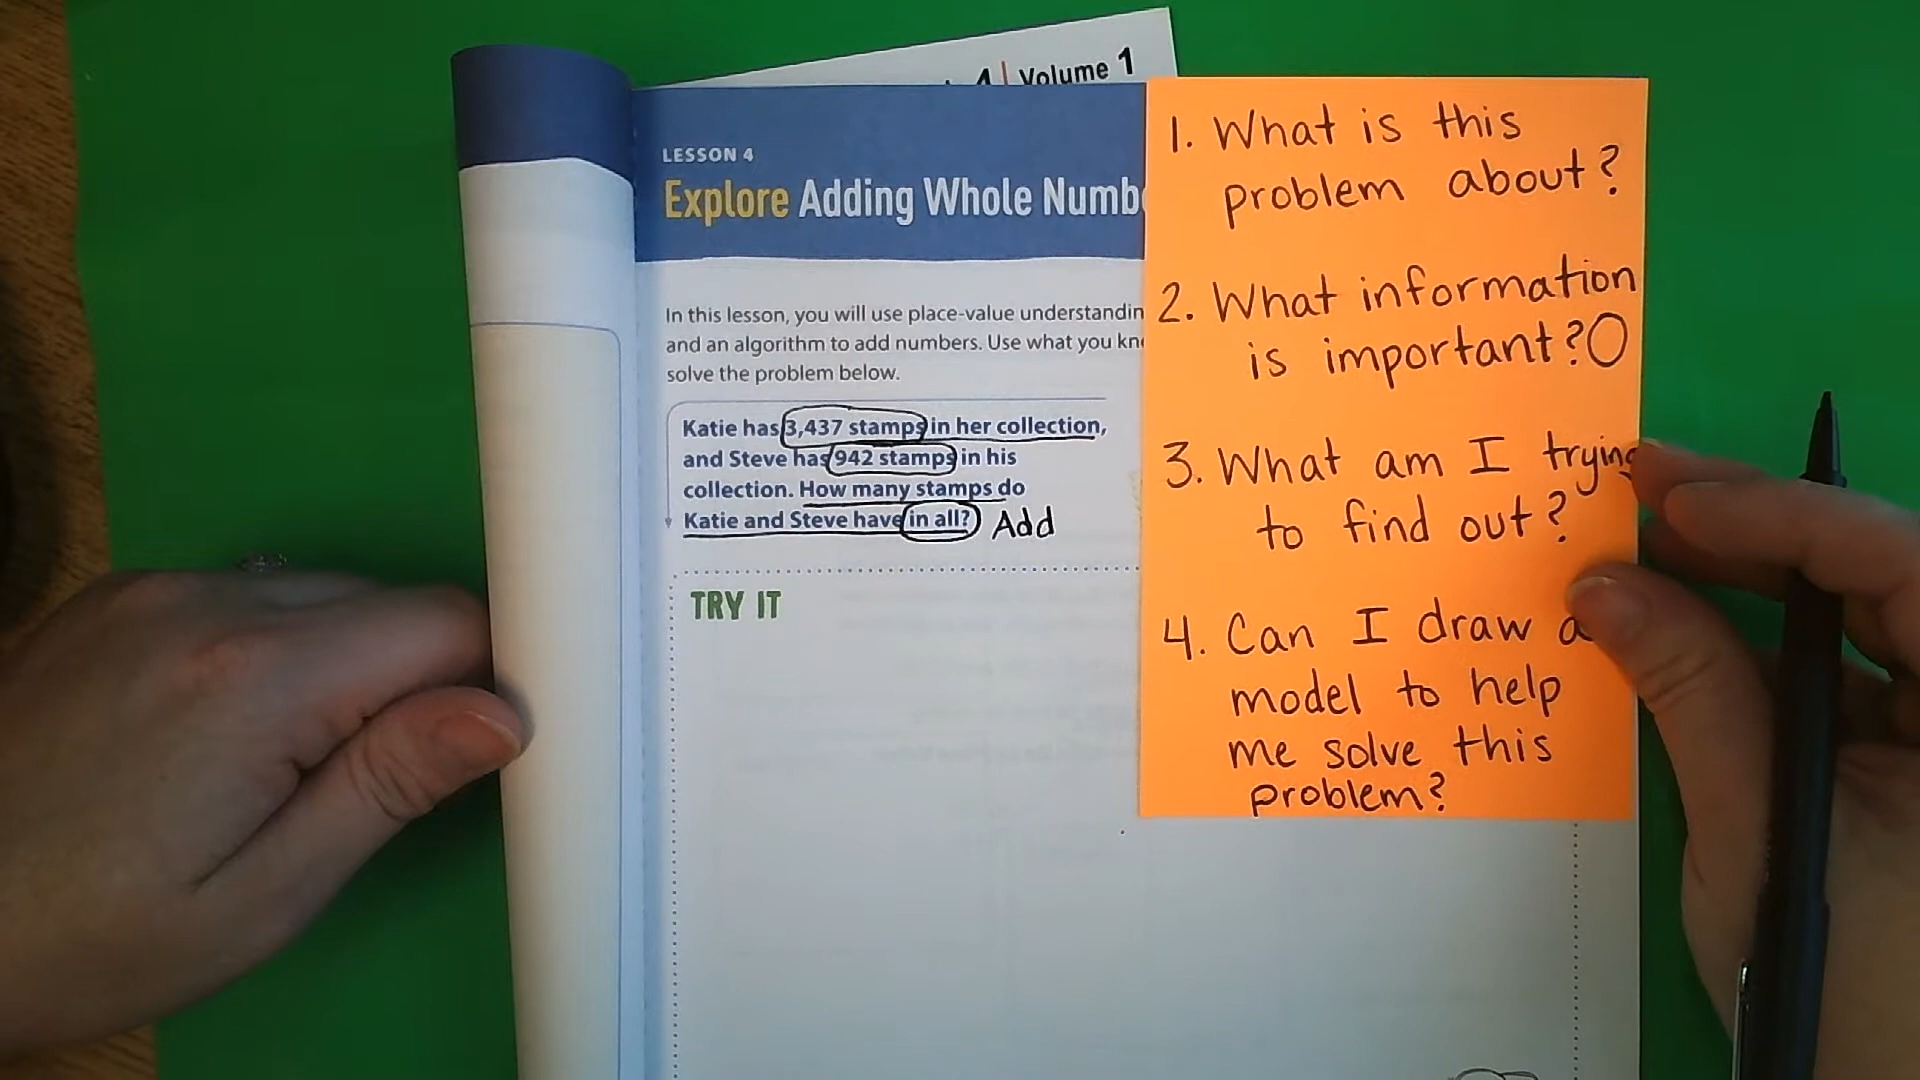 4 | Volume 1
LESSON 4
Explore Adding Whole Numb
In this lesson, you will use place-value understandin
and an algorithm to add numbers. Use what you kn
solve the problem below.
Katie has 3,437 stamps in her collection,
and Steve has 942 stamps in his
collection. How many stamps do
Katie and Steve have in all? Add
TRY IT
1. What is this
problem about?
2. What information
is important?
3. What am I trying
to find out?
4. Can I draw a
model to help
me solve this
problem?